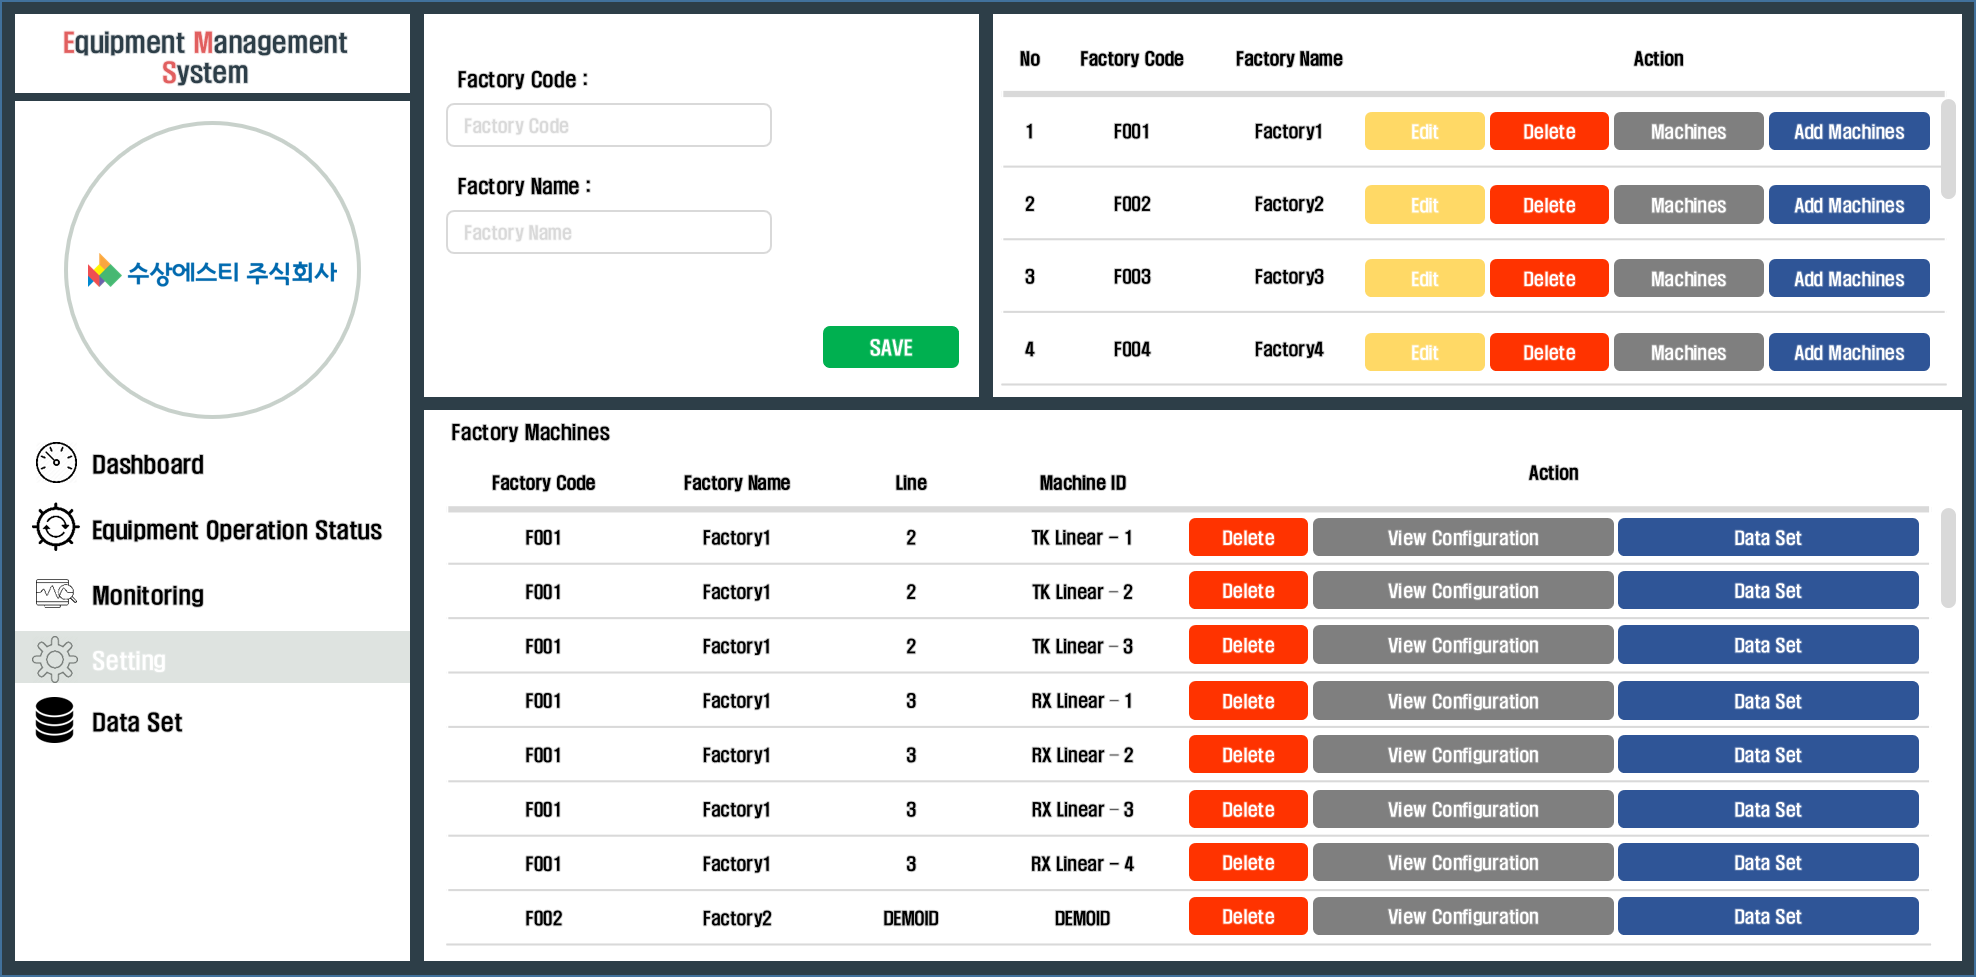 Equipment Management
System
수상에스티 주식회사
Dashboard
Equipment Operation Status
Monitoring
Setting
Data Set
Factory Code :
Factory Code
Factory Name :
Factory Name
SAVE
No Factory Code Factory Name Action
1 F001 Factory1 Edit Delete Machines Add Machines
2 F002 Factory2 Edit Delete Machines Add Machines
3 F003 Factory3 Edit Delete Machines Add Machines
4 F004 Factory4 Edit Delete Machines Add Machines
Factory Machines
Factory Code Factory Name Line Machine ID Action
F001 Factory1 2 TK Linear - 1 Delete View Configuration Data Set
F001 Factory1 2 TK Linear - 2 Delete View Configuration Data Set
F001 Factory1 2 TK Linear - 3 Delete View Configuration Data Set
F001 Factory1 3 RX Linear - 1 Delete View Configuration Data Set
F001 Factory1 3 RX Linear - 2 Delete View Configuration Data Set
F001 Factory1 3 RX Linear - 3 Delete View Configuration Data Set
F001 Factory1 3 RX Linear - 4 Delete View Configuration Data Set
F002 Factory2 DEMOID DEMOID Delete View Configuration Data Set